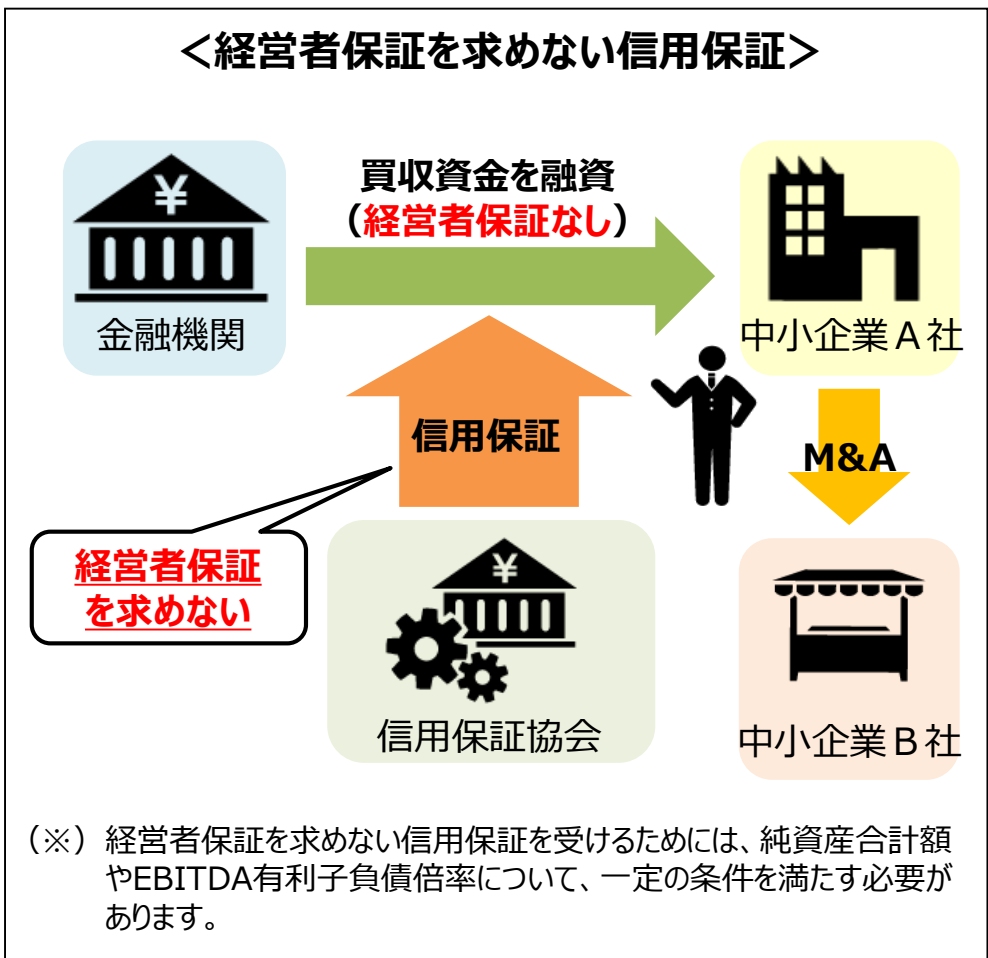 ＜経営者保証を求めない信用保証＞
買収資金を融資
（経営者保証なし）
¥
金融機関
中小企業Ａ社
信用保証
M&A
経営者保証
を求めない
¥
信用保証協会
中小企業Ｂ社
（※）経営者保証を求めない信用保証を受けるためには、純資産合計額
やEBITDA有利子負債倍率について、一定の条件を満たす必要が
あります。